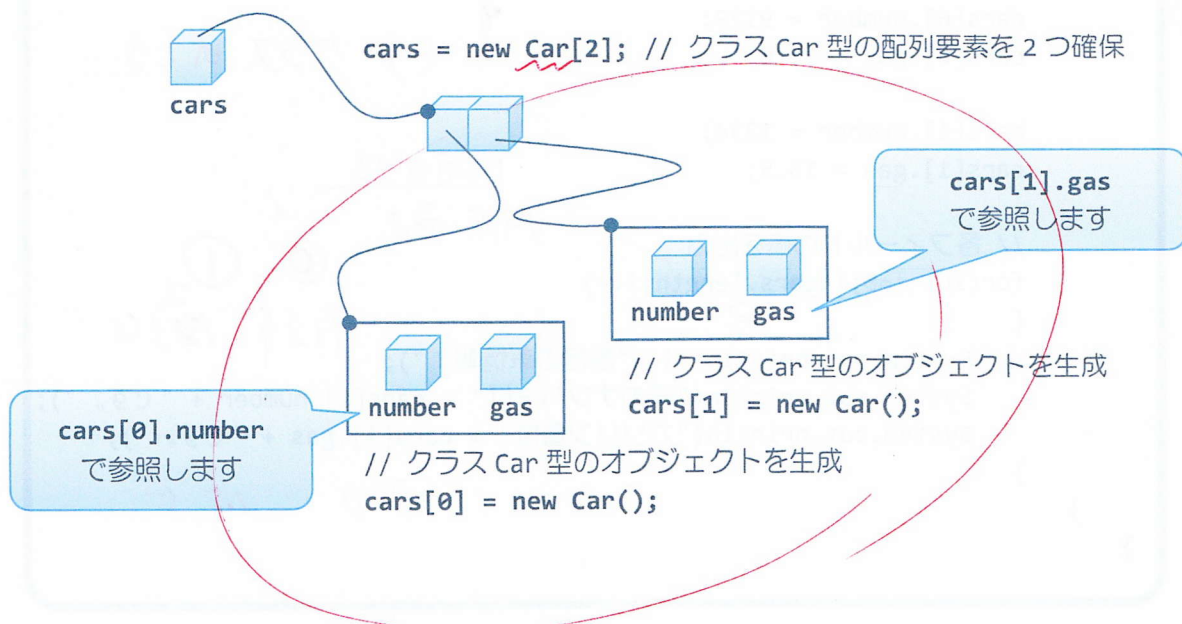 cars = new Car[2]; // クラス Car 型の配列要素を 2 つ確保
cars
cars[1].gas
で参照します
number gas
// クラス Car 型のオブジェクトを生成
cars[1] = new Car();
number gas
cars[0].number
で参照します
// クラス Car 型のオブジェクトを生成
cars[0] = new Car();